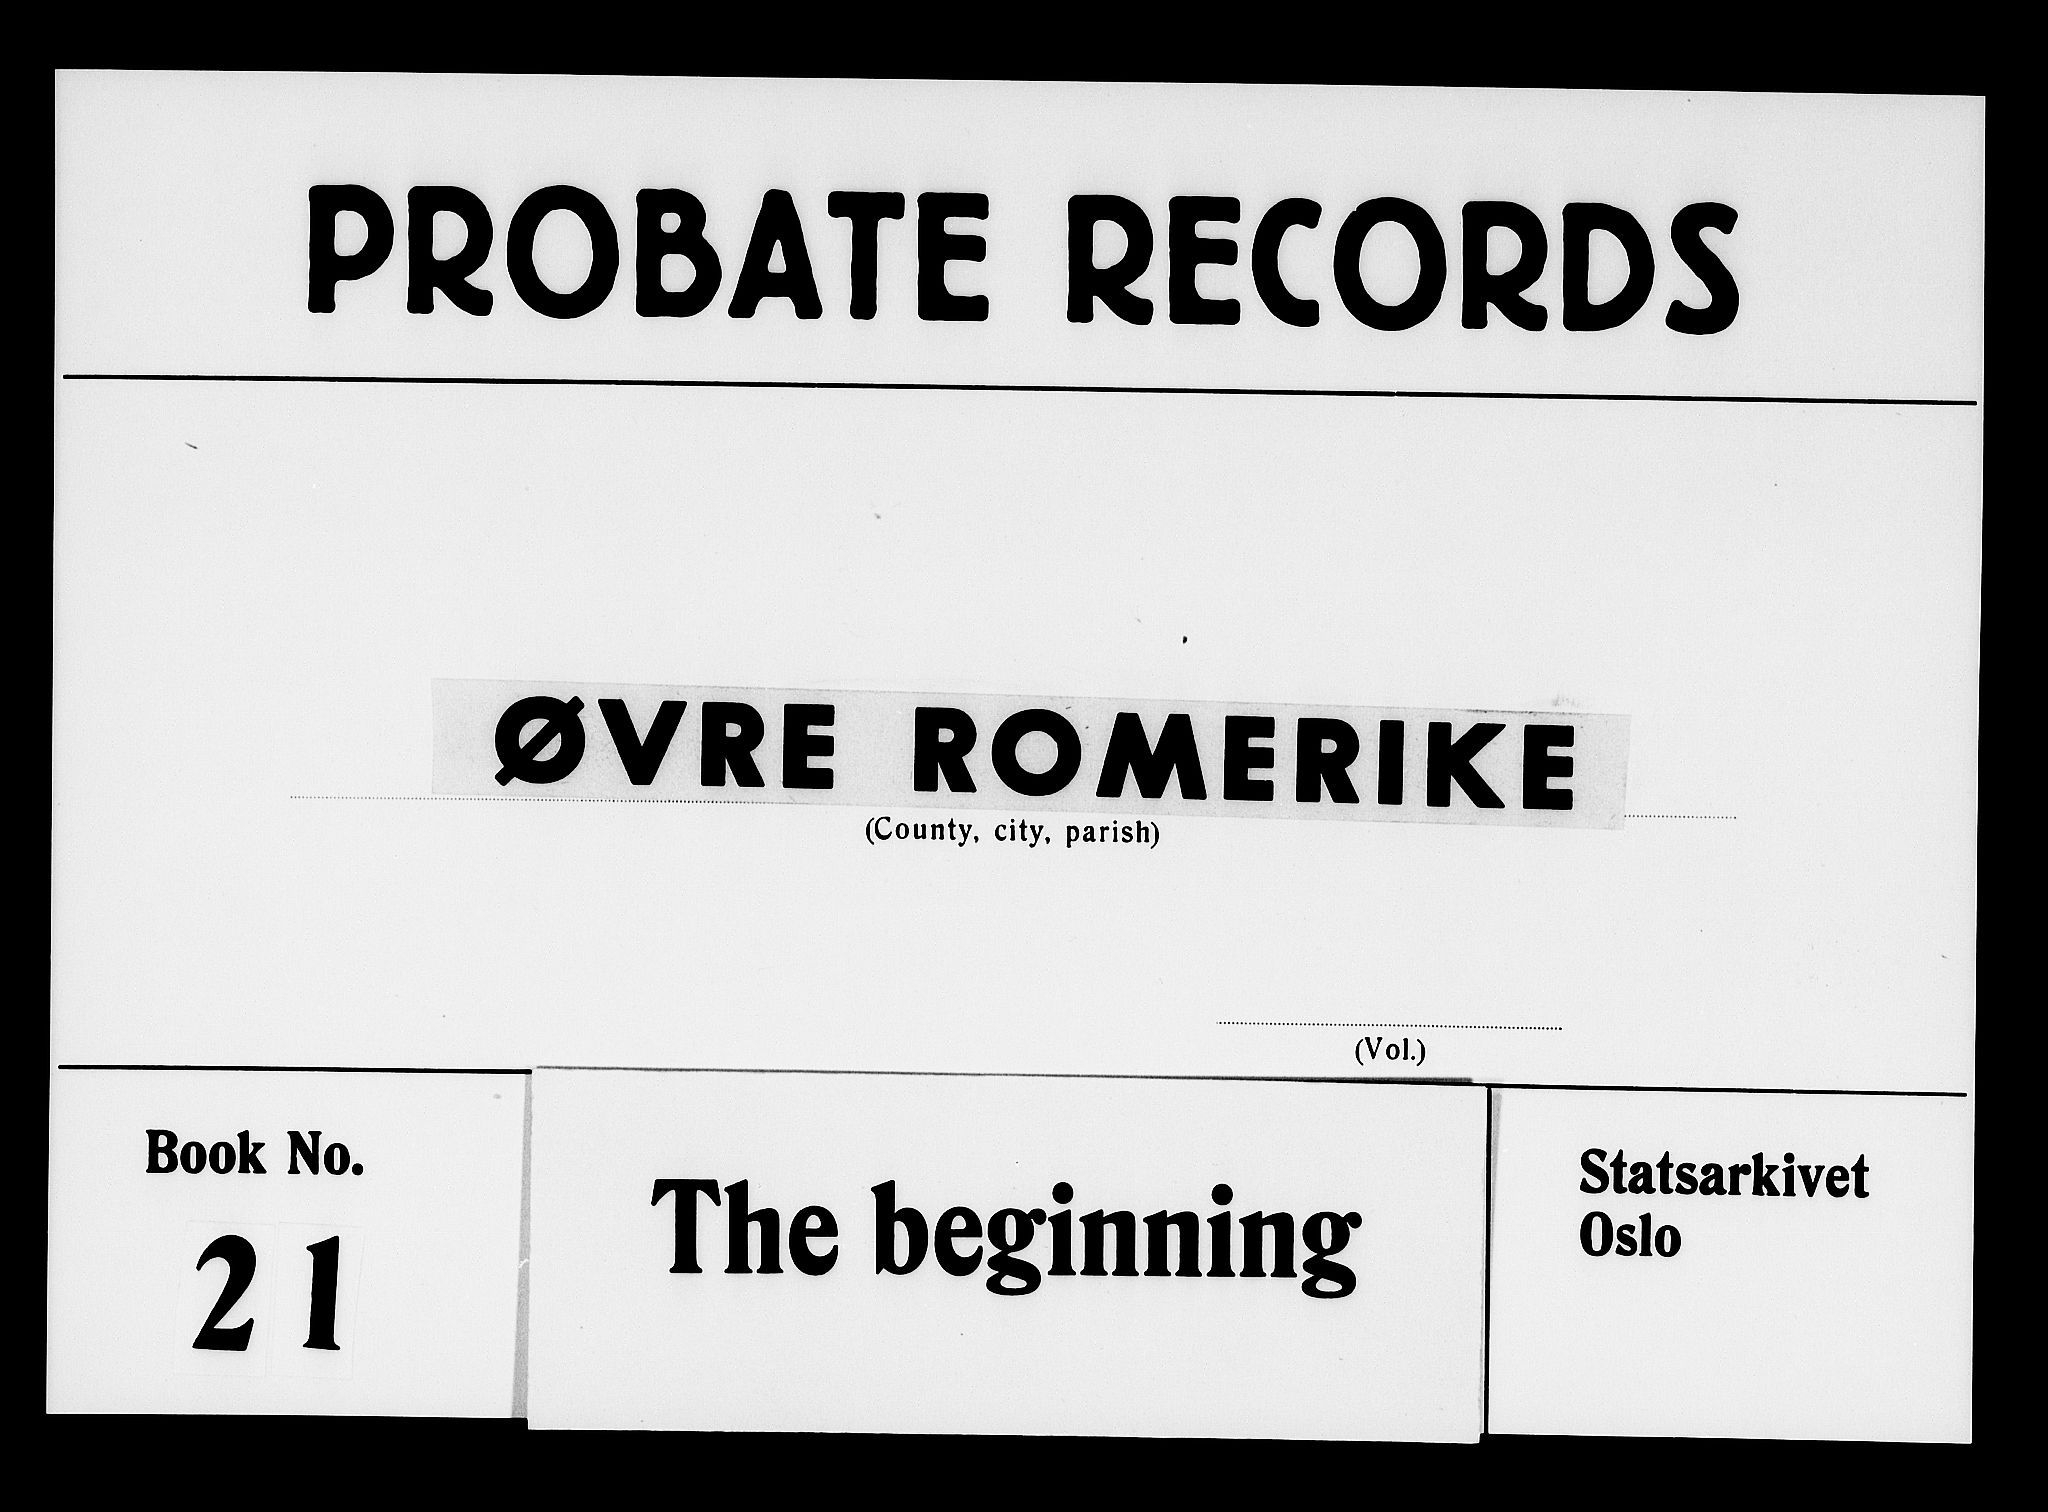 PROBATE RECORDS
ØVRE ROMERIKE
(County, city, parish)
(Vol.)
Book No.
21
The beginning
Statsarkivet
Oslo